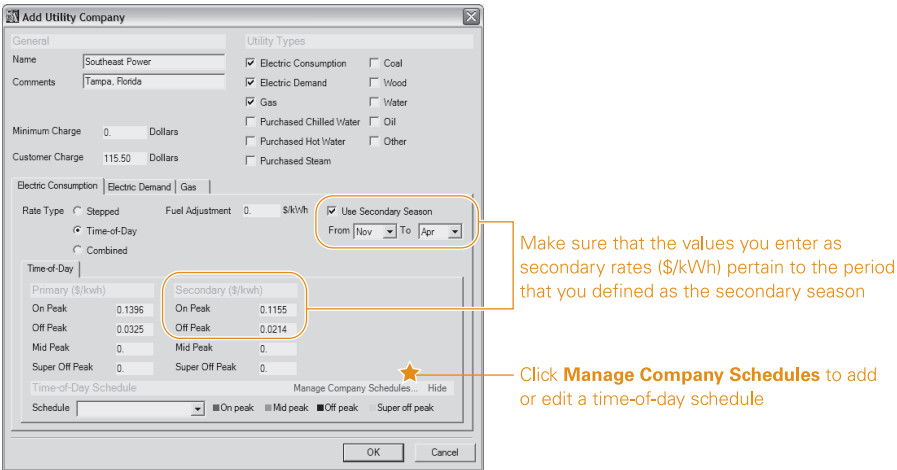 Add Utility Company
General
Name Southeast Power
Comments Tampa, Florida
Minimum Charge 0. Dollars
Customer Charge 115.50 Dollars
Utility Types
Electric Consumption Coal
Electric Demand Wood
Gas Water
Purchased Chilled Water Oil
Purchased Hot Water Other
Purchased Steam
Electric Consumption Electric Demand Gas
Rate Type Stepped Fuel Adjustment 0. $/kWh Use Secondary Season
Time-of-Day From Nov To Apr
Combined
Time-of-Day
Primary ($/kwh) Secondary ($/kwh)
On Peak 0.1396 On Peak 0.1155
Off Peak 0.0325 Off Peak 0.0214
Mid Peak 0. Mid Peak 0.
Super Off Peak 0. Super Off Peak 0.
Time-of-Day Schedule Manage Company Schedules... Hide
Schedule On peak Mid peak Off peak Super off peak
OK Cancel
Make sure that the values you enter as
secondary rates ($/kWh) pertain to the period
that you defined as the secondary season
Click Manage Company Schedules to add
or edit a time-of-day schedule